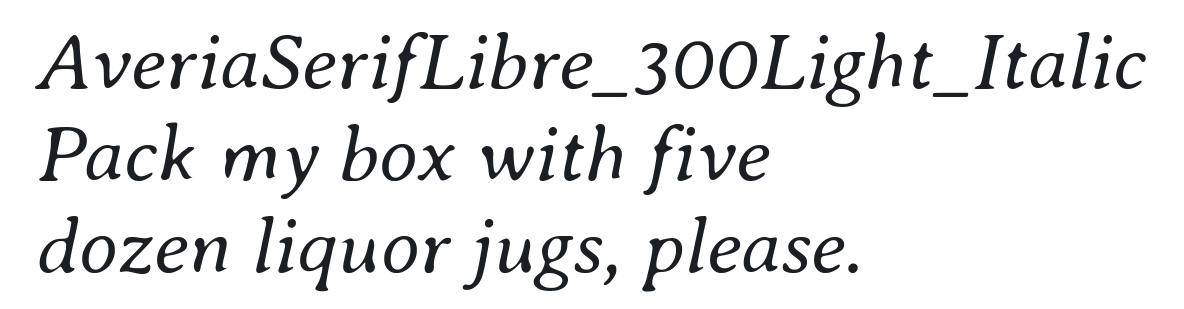 AveriaSerifLibre_300Light_Italic
Pack my box with five
dozen liquor jugs, please.